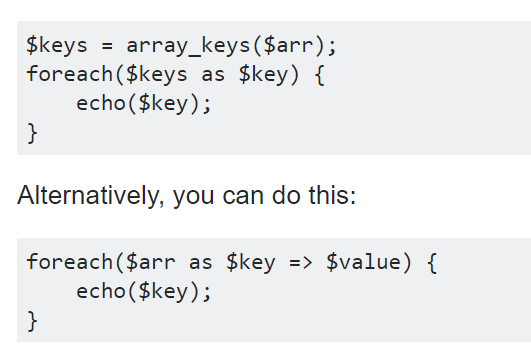 $keys = array_keys($arr);
foreach($keys as $key) {
    echo($key);
}
Alternatively, you can do this:
foreach($arr as $key => $value) {
    echo($key);
}